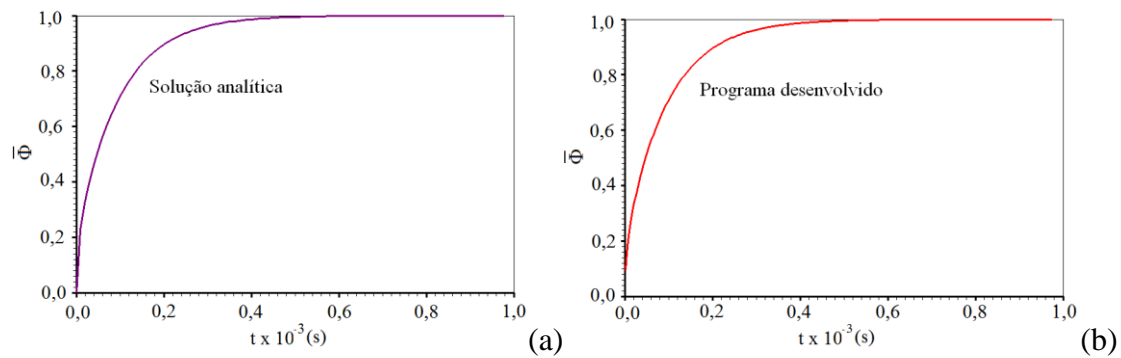 1,0
0,8
0,6
0,4
0,2
0,0
Φ̅
Solução analítica
0,0 0,2 0,4 0,6 0,8 1,0
t x 10⁻³ (s)
(a)
1,0
0,8
0,6
0,4
0,2
0,0
Φ̅
Programa desenvolvido
0,0 0,2 0,4 0,6 0,8 1,0
t x 10⁻³ (s)
(b)